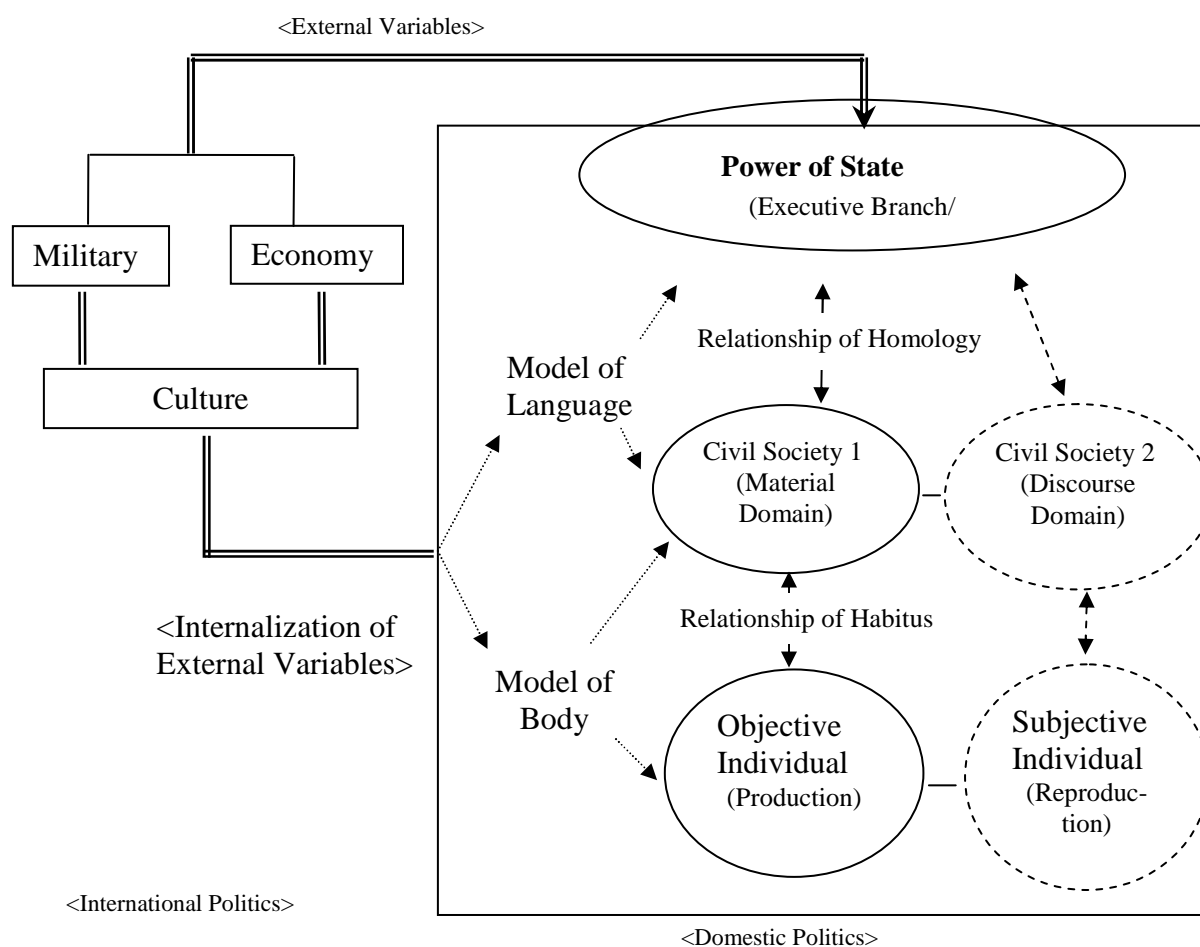 <External Variables>
Power of State
(Executive Branch/
Military
Economy
Culture
Relationship of Homology
Model of
Language
Civil Society 1
(Material
Domain)
Civil Society 2
(Discourse
Domain)
<Internalization of
External Variables>
Relationship of Habitus
Model of
Body
Objective
Individual
(Production)
Subjective
Individual
(Reproduc-
tion)
<International Politics>
<Domestic Politics>